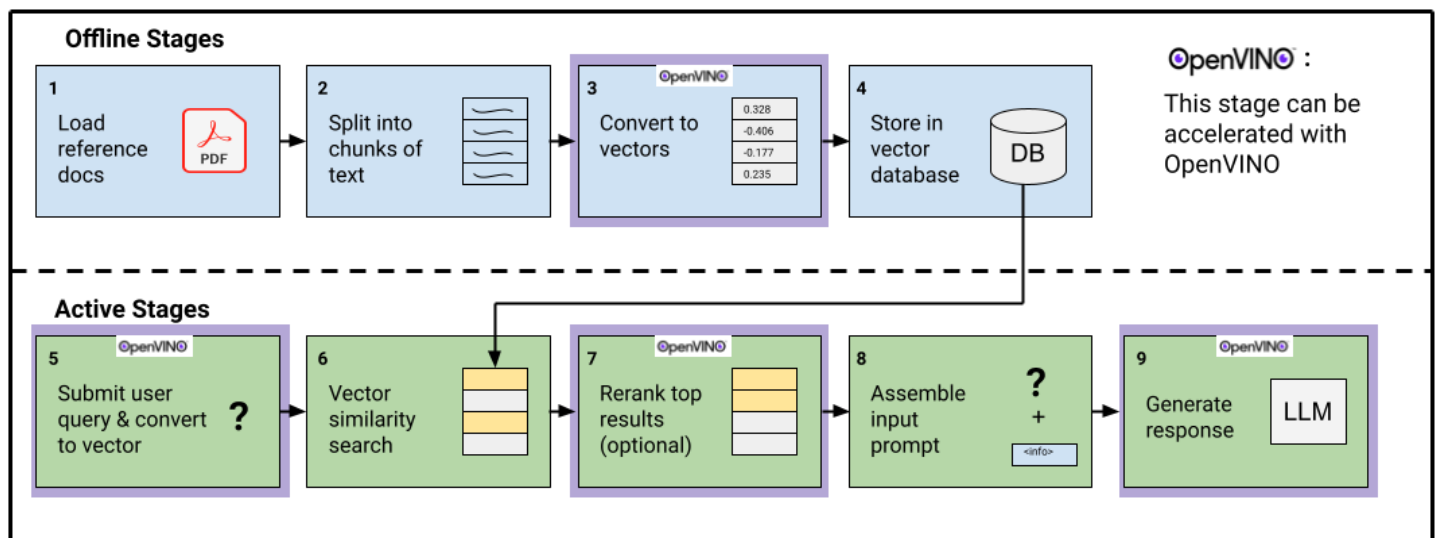 Offline Stages
OpenVINO™ :
This stage can be
accelerated with
OpenVINO
1
Load
reference
docs
PDF
2
Split into
chunks of
text
OpenVINO
3
Convert to
vectors
0.328
-0.406
-0.177
0.235
4
Store in
vector
database
DB
Active Stages
OpenVINO
5
Submit user
query & convert
to vector
?
6
Vector
similarity
search
OpenVINO
7
Rerank top
results
(optional)
8
Assemble
input
prompt
?
+
<info>
OpenVINO
9
Generate
response
LLM